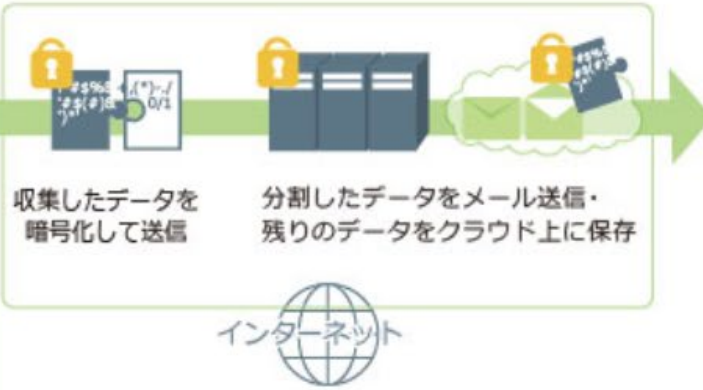 収集したデータを
暗号化して送信
分割したデータをメール送信・
残りのデータをクラウド上に保存
インターネット